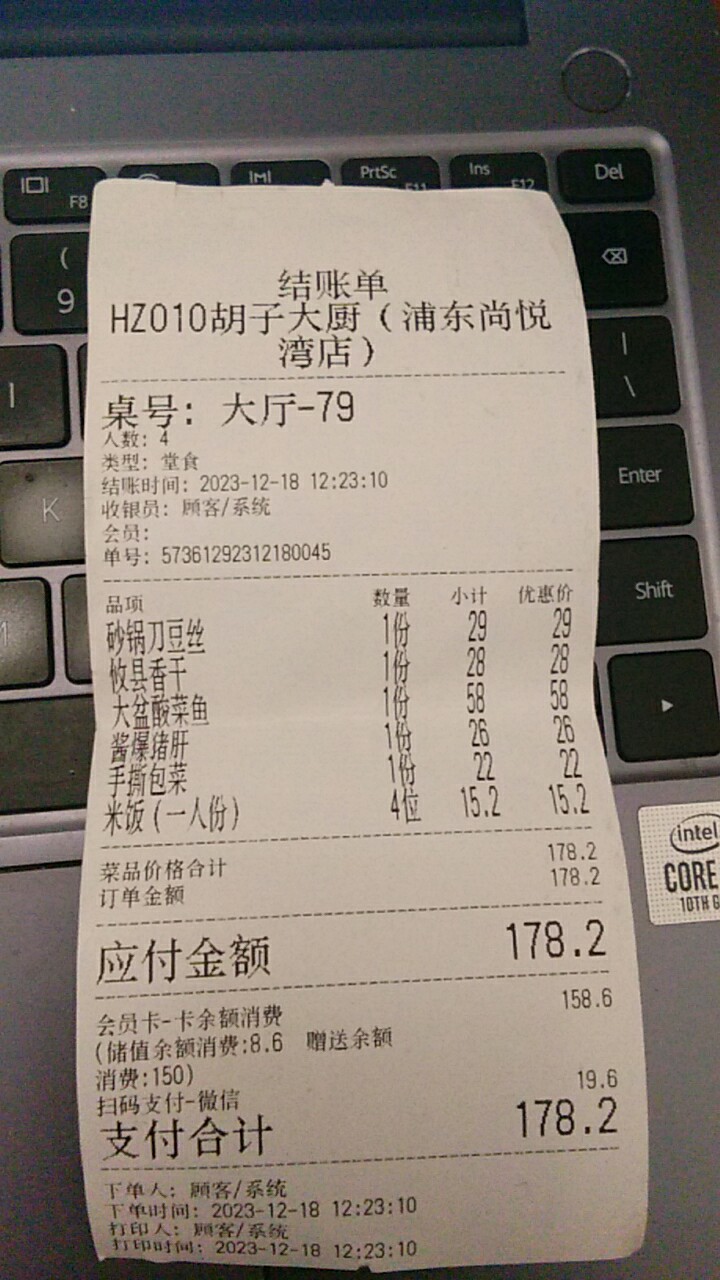 PrtSc
F11
Ins
F12
Del
F8
(
9
|
\
K
Enter
Shift
结账单
HZ010胡子大厨（浦东尚悦
湾店）
桌号: 大厅-79
人数: 4
类型: 堂食
结账时间: 2023-12-18 12:23:10
收银员: 顾客/系统
会员:
单号: 57361292312180045
品项 数量 小计 优惠价
砂锅刀豆丝 1份 29 29
攸县香干 1份 28 28
大盆酸菜鱼 1份 58 58
酱爆猪肝 1份 26 26
手撕包菜 1份 22 22
米饭（一人份） 4位 15.2 15.2
菜品价格合计 178.2
订单金额 178.2
应付金额 178.2
会员卡-卡余额消费 158.6
(储值余额消费:8.6 赠送余额
消费:150)
扫码支付-微信 19.6
支付合计 178.2
下单人: 顾客/系统
下单时间: 2023-12-18 12:23:10
打印人: 顾客/系统
打印时间: 2023-12-18 12:23:10
intel
CORE
10TH G